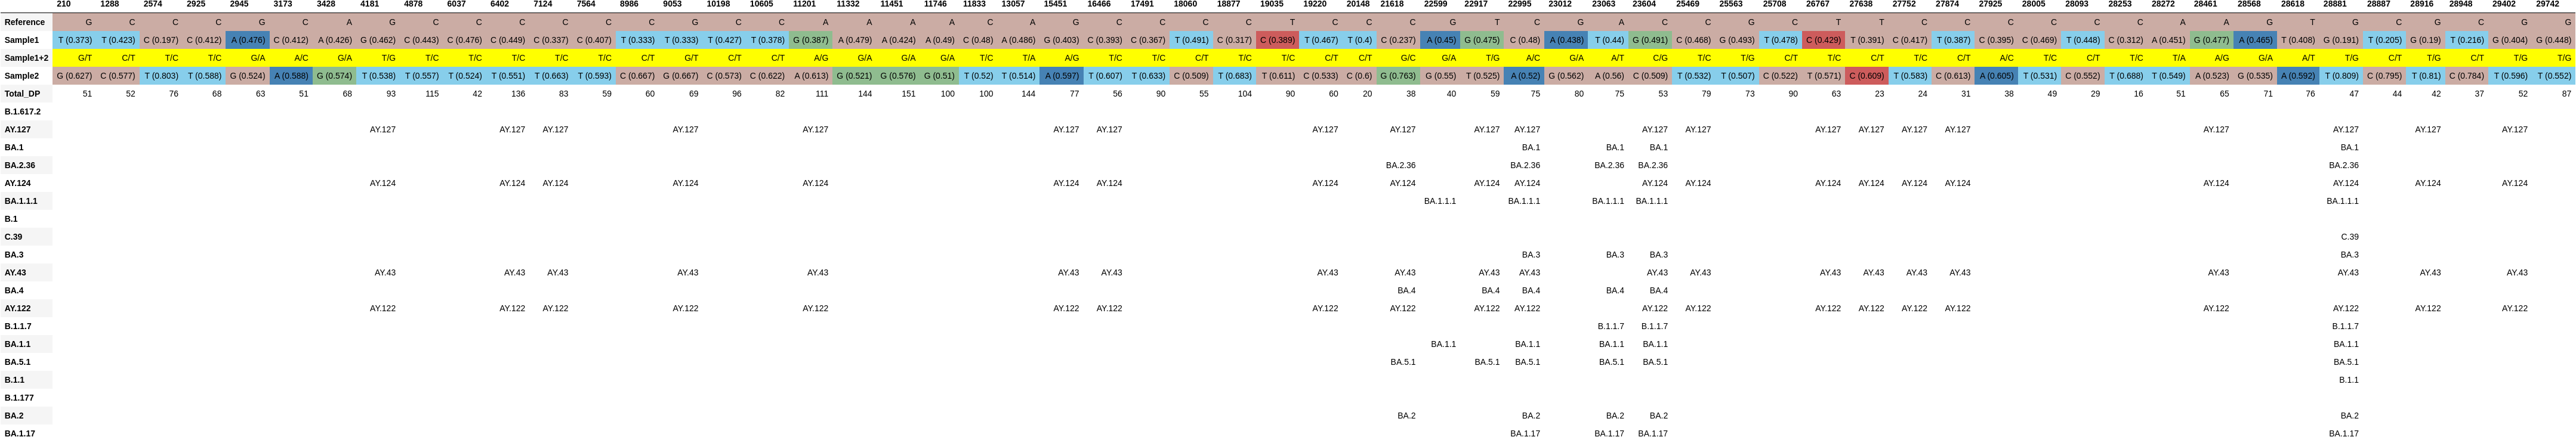 210 1288 2574 2925 2945 3173 3428 4181 4878 6037 6402 7124 7564 8986 9053 10198 10605 11201 11332 11451 11746 11833 13057 15451 16466 17491 18060 18877 19035 19220 20148 21618 22599 22917 22995 23012 23063 23604 25469 25563 25708 26767 27638 27752 27874 27925 28005 28093 28253 28272 28461 28568 28618 28881 28887 28916 28948 29402 29742
Reference G C C C G C A G C C C C C C G C C A A A A C A G C C C C T C C C G T C G A C C G C T T C C C C C C A A G T G C G C G G
Sample1 T (0.373) T (0.423) C (0.197) C (0.412) A (0.476) C (0.412) A (0.426) G (0.462) C (0.443) C (0.476) C (0.449) C (0.337) C (0.407) T (0.333) T (0.333) T (0.427) T (0.378) G (0.387) A (0.479) A (0.424) A (0.49) C (0.48) A (0.486) G (0.403) C (0.393) C (0.367) T (0.491) C (0.317) C (0.389) T (0.467) T (0.4) C (0.237) A (0.45) G (0.475) C (0.48) A (0.438) T (0.44) G (0.491) C (0.468) G (0.493) T (0.478) C (0.429) T (0.391) C (0.417) T (0.387) C (0.395) C (0.469) T (0.448) C (0.312) A (0.451) G (0.477) A (0.465) T (0.408) G (0.191) T (0.205) G (0.19) T (0.216) G (0.404) G (0.448)
Sample1+2 G/T C/T T/C T/C G/A A/C G/A T/G T/C T/C T/C T/C T/C C/T G/T C/T C/T A/G G/A G/A G/A T/C T/A A/G T/C T/C C/T T/C T/C C/T C/T G/C G/A T/G A/C G/A A/T C/G T/C T/G C/T T/C C/T T/C C/T A/C T/C C/T T/C T/A A/G G/A A/T T/G C/T T/G C/T T/G T/G
Sample2 G (0.627) C (0.577) T (0.803) T (0.588) G (0.524) A (0.588) G (0.574) T (0.538) T (0.557) T (0.524) T (0.551) T (0.663) T (0.593) C (0.667) G (0.667) C (0.573) C (0.622) A (0.613) G (0.521) G (0.576) G (0.51) T (0.52) T (0.514) A (0.597) T (0.607) T (0.633) C (0.509) T (0.683) T (0.611) C (0.533) C (0.6) G (0.763) G (0.55) T (0.525) A (0.52) G (0.562) A (0.56) C (0.509) T (0.532) T (0.507) C (0.522) T (0.571) C (0.609) T (0.583) C (0.613) A (0.605) T (0.531) C (0.552) T (0.688) T (0.549) A (0.523) G (0.535) A (0.592) T (0.809) C (0.795) T (0.81) C (0.784) T (0.596) T (0.552)
Total_DP 51 52 76 68 63 51 68 93 115 42 136 83 59 60 69 96 82 111 144 151 100 100 144 77 56 90 55 104 90 60 20 38 40 59 75 80 75 53 79 73 90 63 23 24 31 38 49 29 16 51 65 71 76 47 44 42 37 52 87
B.1.617.2
AY.127 AY.127 AY.127 AY.127 AY.127 AY.127 AY.127 AY.127 AY.127 AY.127 AY.127 AY.127 AY.127 AY.127 AY.127 AY.127 AY.127 AY.127 AY.127 AY.127 AY.127 AY.127
BA.1 BA.1 BA.1 BA.1 BA.1
BA.2.36 BA.2.36 BA.2.36 BA.2.36 BA.2.36 BA.2.36
AY.124 AY.124 AY.124 AY.124 AY.124 AY.124 AY.124 AY.124 AY.124 AY.124 AY.124 AY.124 AY.124 AY.124 AY.124 AY.124 AY.124 AY.124 AY.124 AY.124 AY.124 AY.124
BA.1.1.1 BA.1.1.1 BA.1.1.1 BA.1.1.1 BA.1.1.1 BA.1.1.1
B.1
C.39 C.39
BA.3 BA.3 BA.3 BA.3 BA.3
AY.43 AY.43 AY.43 AY.43 AY.43 AY.43 AY.43 AY.43 AY.43 AY.43 AY.43 AY.43 AY.43 AY.43 AY.43 AY.43 AY.43 AY.43 AY.43 AY.43 AY.43 AY.43
BA.4 BA.4 BA.4 BA.4 BA.4 BA.4 BA.4
AY.122 AY.122 AY.122 AY.122 AY.122 AY.122 AY.122 AY.122 AY.122 AY.122 AY.122 AY.122 AY.122 AY.122 AY.122 AY.122 AY.122 AY.122 AY.122 AY.122 AY.122 AY.122
B.1.1.7 B.1.1.7 B.1.1.7 B.1.1.7
BA.1.1 BA.1.1 BA.1.1 BA.1.1 BA.1.1 BA.1.1
BA.5.1 BA.5.1 BA.5.1 BA.5.1 BA.5.1 BA.5.1 BA.5.1
B.1.1 B.1.1
B.1.177
BA.2 BA.2 BA.2 BA.2 BA.2 BA.2
BA.1.17 BA.1.17 BA.1.17 BA.1.17 BA.1.17